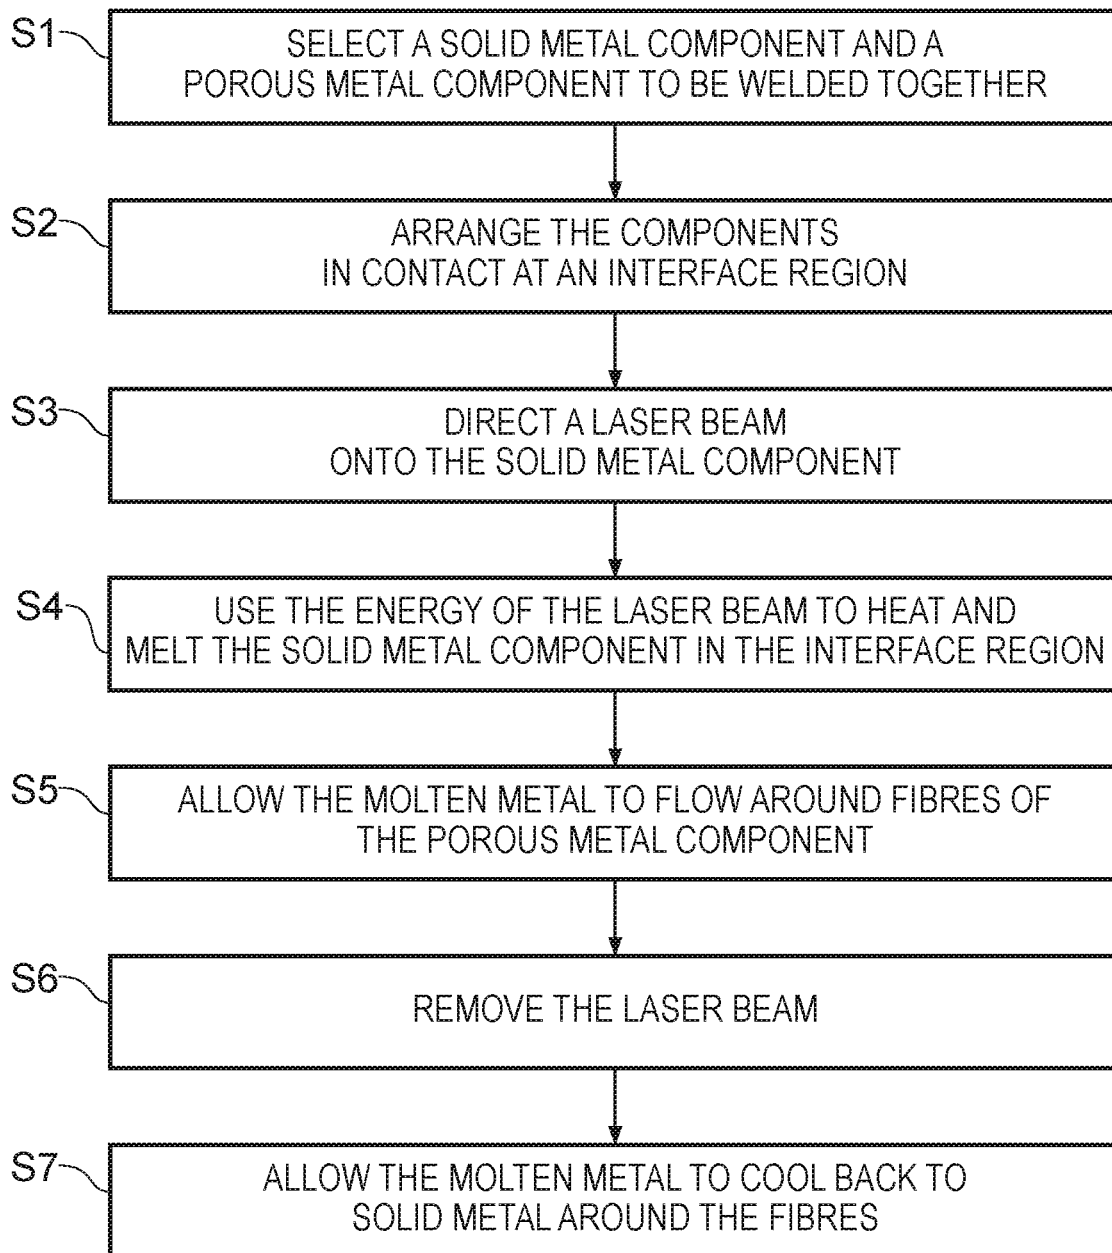 S1
SELECT A SOLID METAL COMPONENT AND A
POROUS METAL COMPONENT TO BE WELDED TOGETHER
S2
ARRANGE THE COMPONENTS
IN CONTACT AT AN INTERFACE REGION
S3
DIRECT A LASER BEAM
ONTO THE SOLID METAL COMPONENT
S4
USE THE ENERGY OF THE LASER BEAM TO HEAT AND
MELT THE SOLID METAL COMPONENT IN THE INTERFACE REGION
S5
ALLOW THE MOLTEN METAL TO FLOW AROUND FIBRES OF
THE POROUS METAL COMPONENT
S6
REMOVE THE LASER BEAM
S7
ALLOW THE MOLTEN METAL TO COOL BACK TO
SOLID METAL AROUND THE FIBRES